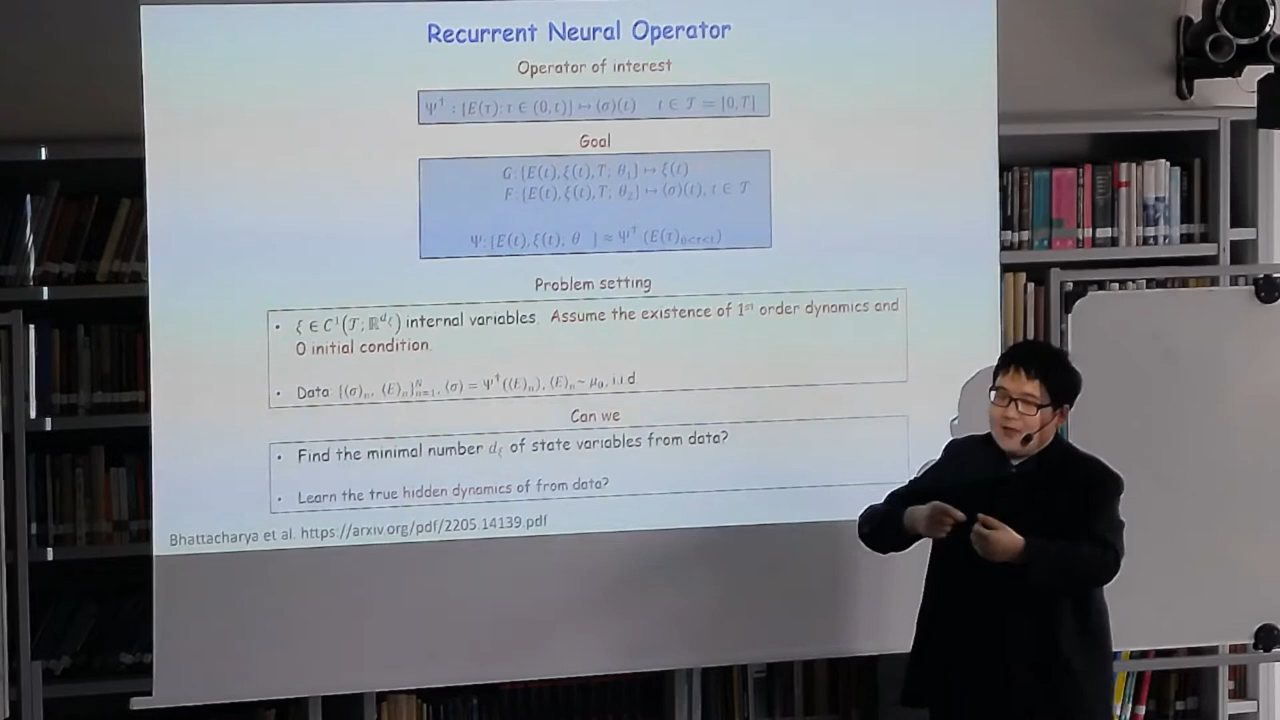 Recurrent Neural Operator
Operator of interest
Ψ† : {E(τ): τ ∈ (0,t)} ↦ ⟨σ⟩(t) t ∈ 𝒯 = [0,T]
Goal
G: {E(t), ξ(t), T; θ₁} ↦ ξ(t)
F: {E(t), ξ(t), T, θ₂} ↦ ⟨σ⟩(t), t ∈ 𝒯
Ψ: {E(t), ξ(t), θ } ≈ Ψ† (E(τ)₀<τ<t)
Problem setting
• ξ ∈ C¹(𝒯; ℝ^dξ) internal variables. Assume the existence of 1st order dynamics and
0 initial condition.
• Data: {⟨σ⟩ₙ, ⟨E⟩ₙ}ᴺₙ₌₁, ⟨σ⟩ = Ψ†(⟨E⟩ₙ), ⟨E⟩ₙ ~ μ₀, i.i.d
Can we
• Find the minimal number dξ of state variables from data?
• Learn the true hidden dynamics of from data?
Bhattacharya et al. https://arxiv.org/pdf/2205.14139.pdf